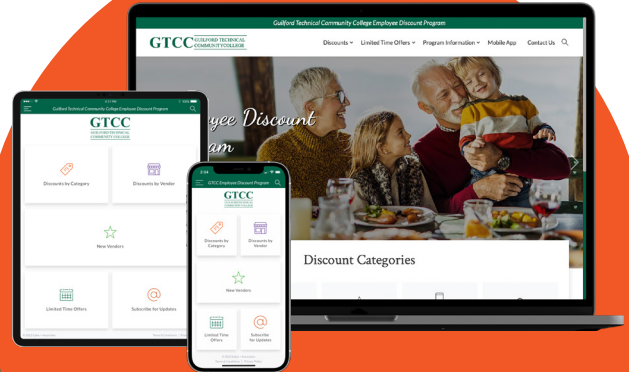 Guilford Technical Community College Employee Discount Program
GTCC GUILFORD TECHNICAL
COMMUNITY COLLEGE
Discounts
Limited Time Offers
Program Information
Mobile App
Contact Us
Discount
Discount Categories
Guilford Technical Community College Employee Discount Program
GTCC
GUILFORD TECHNICAL
COMMUNITY COLLEGE
Discounts by Category
Discounts by Vendor
New Vendors
Limited Time Offers
Subscribe for Updates
GTCC Employee Discount Program
GTCC
GUILFORD TECHNICAL
COMMUNITY COLLEGE
Discounts by
Category
Discounts by
Vendor
New Vendors
Limited Time
Offers
Subscribe
for Updates